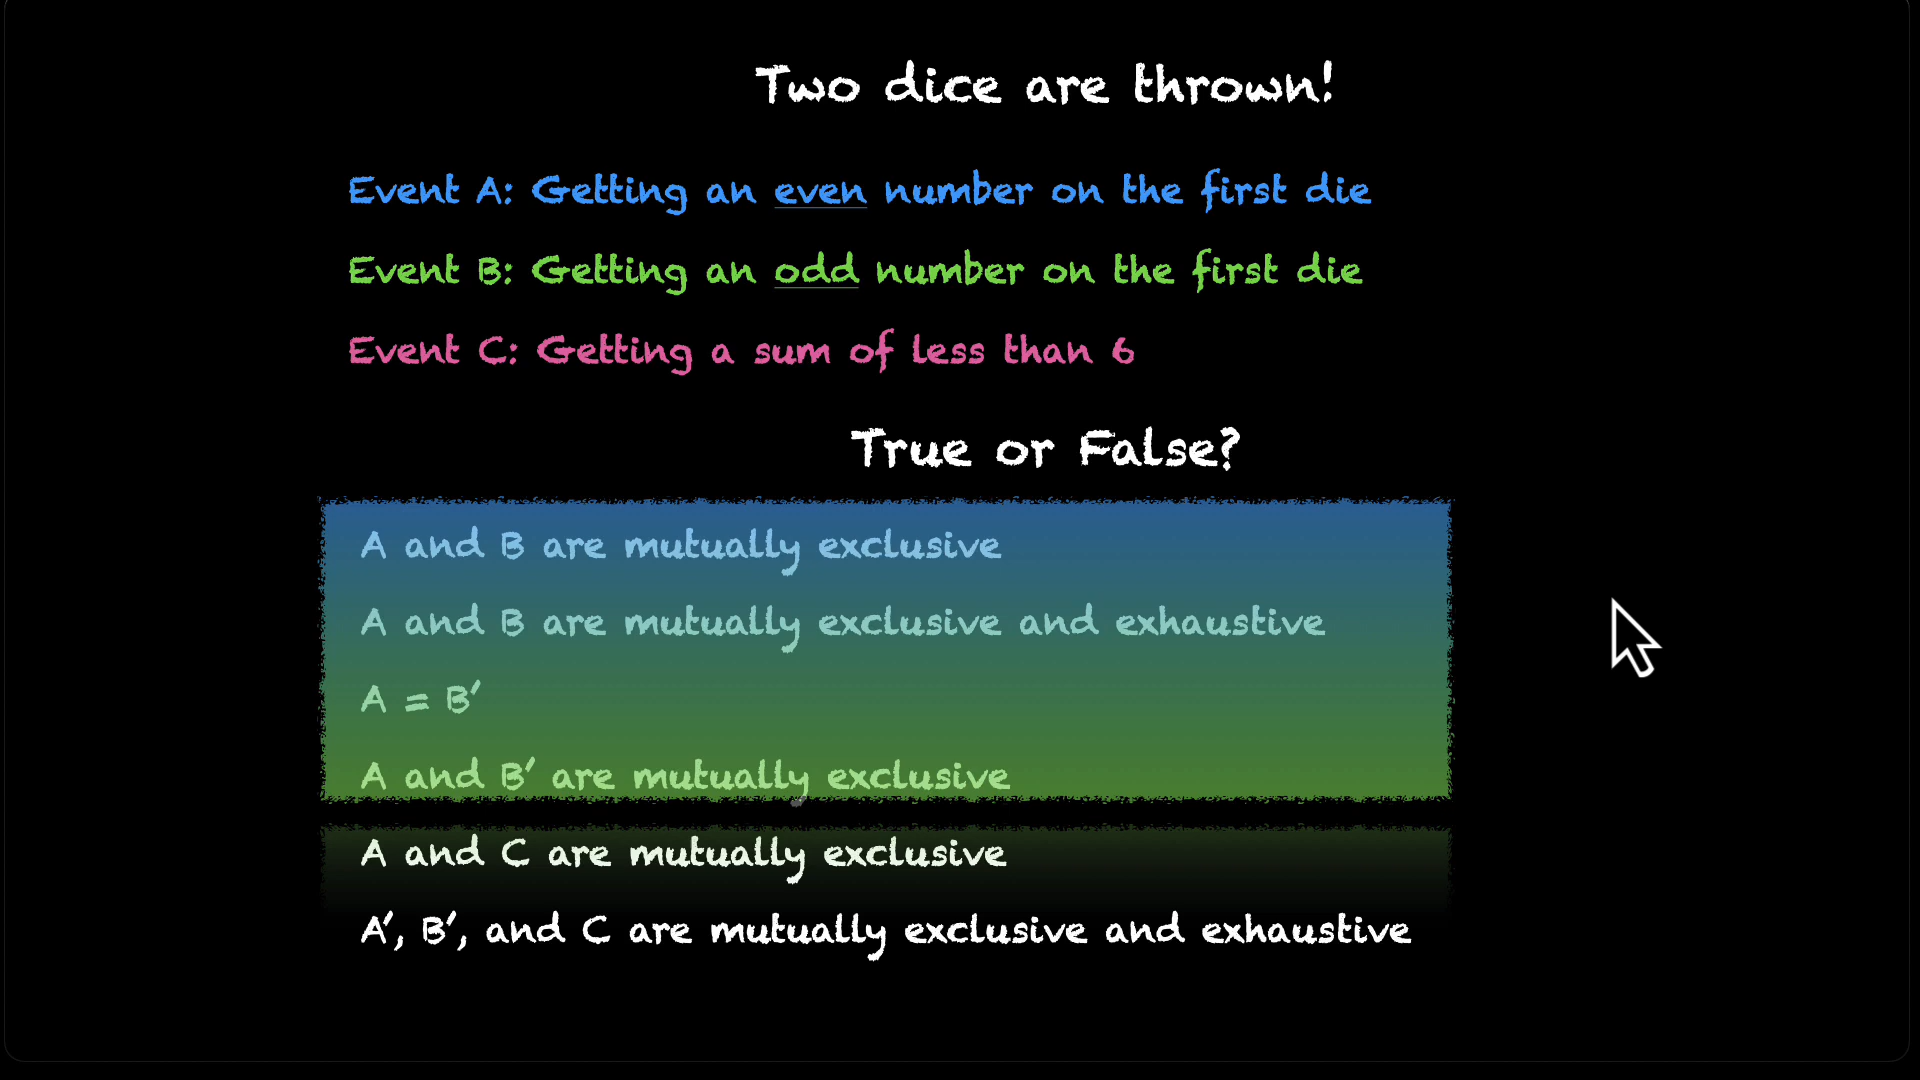 Two dice are thrown!
Event A: Getting an even number on the first die
Event B: Getting an odd number on the first die
Event C: Getting a sum of less than 6
True or False?
A and B are mutually exclusive
A and B are mutually exclusive and exhaustive
A = B′
A and B′ are mutually exclusive
A and C are mutually exclusive
A′, B′, and C are mutually exclusive and exhaustive